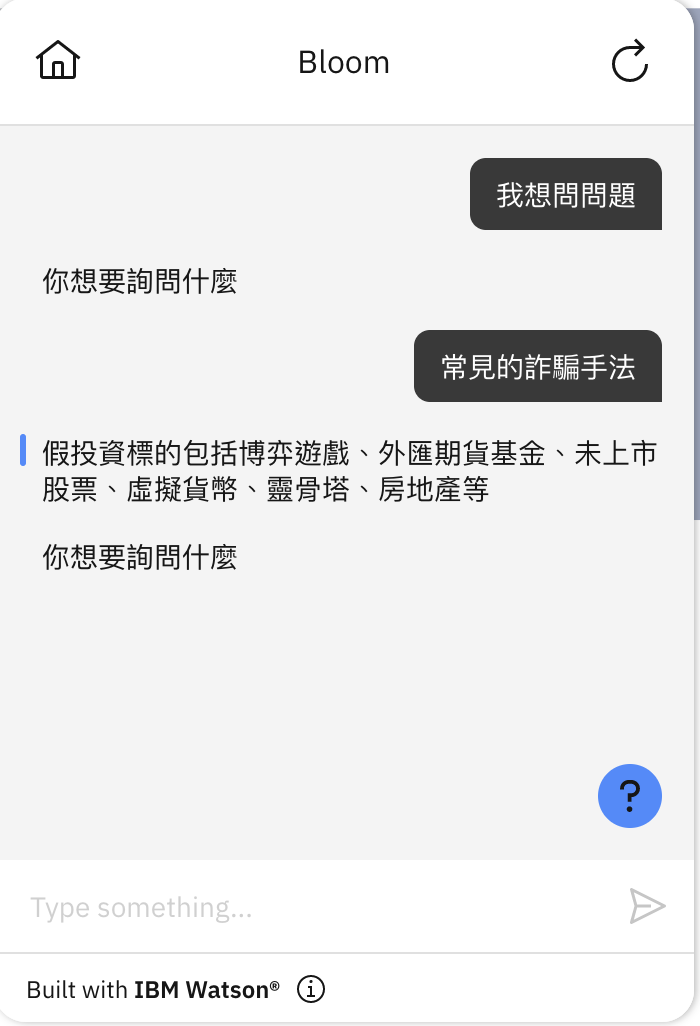 Bloom
我想問問題
你想要詢問什麼
常見的詐騙手法
假投資標的包括博弈遊戲、外匯期貨基金、未上市
股票、虛擬貨幣、靈骨塔、房地產等
你想要詢問什麼
?
Type something...
Built with IBM Watson®